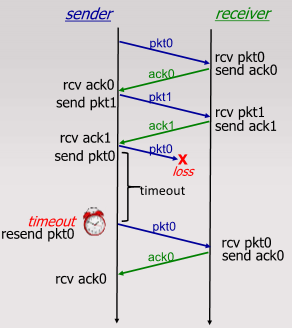 sender receiver
pkt0
rcv pkt0
send ack0
ack0
rcv ack0
send pkt1
pkt1
rcv pkt1
send ack1
ack1
rcv ack1
send pkt0
pkt0
X
loss
timeout
timeout
resend pkt0
pkt0
rcv pkt0
send ack0
ack0
rcv ack0